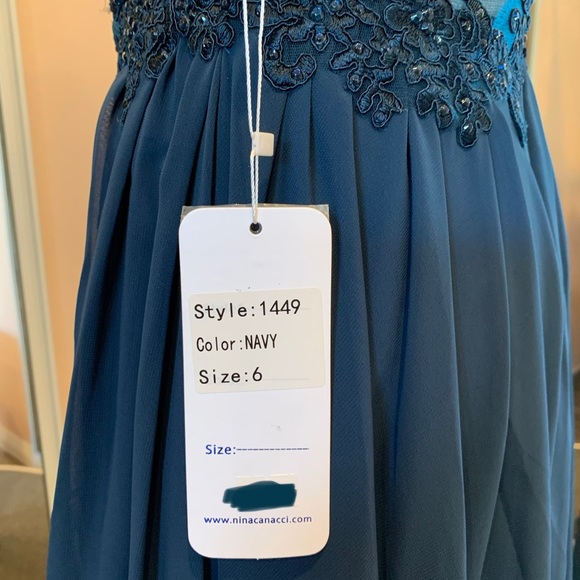 Style:1449
Color:NAVY
Size:6
Size:---------------
www.ninacanacci.com